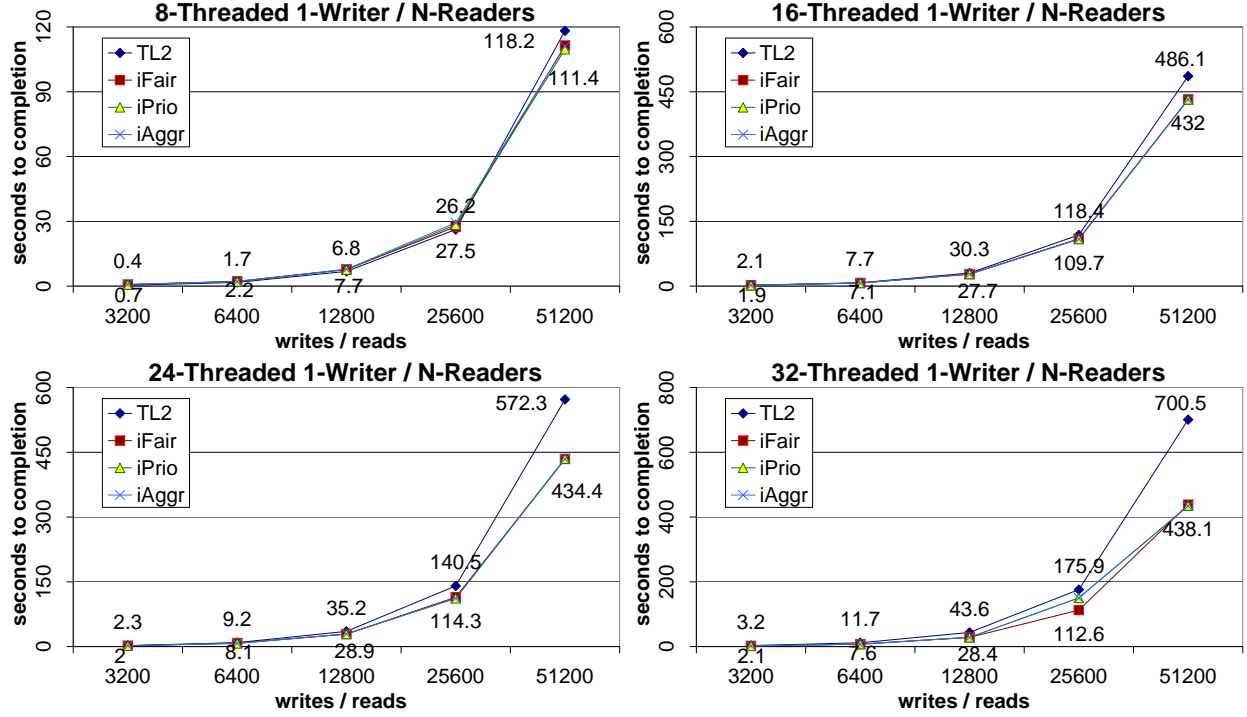 8-Threaded 1-Writer / N-Readers
seconds to completion
120
90
60
30
0
TL2
iFair
iPrio
iAggr
118.2
111.4
26.2
27.5
6.8
7.7
1.7
2.2
0.4
0.7
3200 6400 12800 25600 51200
writes / reads
16-Threaded 1-Writer / N-Readers
seconds to completion
600
450
300
150
0
TL2
iFair
iPrio
iAggr
486.1
432
118.4
109.7
30.3
27.7
7.7
7.1
2.1
1.9
3200 6400 12800 25600 51200
writes / reads
24-Threaded 1-Writer / N-Readers
seconds to completion
600
450
300
150
0
TL2
iFair
iPrio
iAggr
572.3
434.4
140.5
114.3
35.2
28.9
9.2
8.1
2.3
2
3200 6400 12800 25600 51200
writes / reads
32-Threaded 1-Writer / N-Readers
seconds to completion
800
600
400
200
0
TL2
iFair
iPrio
iAggr
700.5
438.1
175.9
112.6
43.6
28.4
11.7
7.6
3.2
2.1
3200 6400 12800 25600 51200
writes / reads